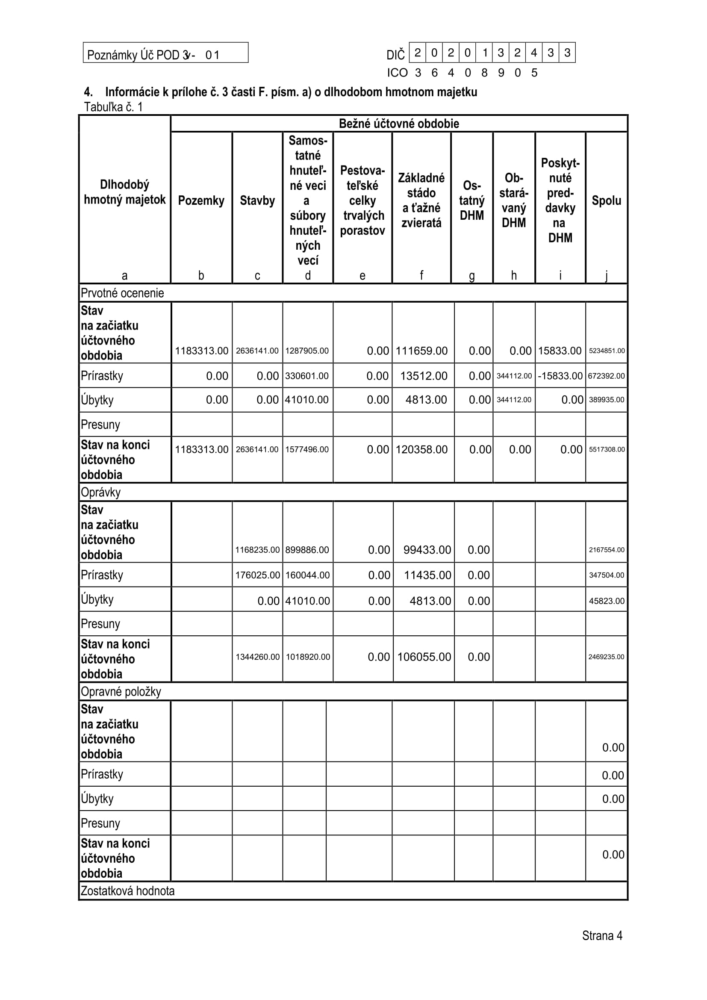 Poznámky Úč POD 3v- 01
DIČ 2 0 2 0 1 3 2 4 3 3
ICO 3 6 4 0 8 9 0 5
4. Informácie k prílohe č. 3 časti F. písm. a) o dlhodobom hmotnom majetku
Tabuľka č. 1
Bežné účtovné obdobie
Dlhodobý
hmotný majetok
a
Pozemky
b
Stavby
c
Samos-
tatné
hnuteľ-
né veci
a
súbory
hnuteľ-
ných
vecí
d
Pestova-
teľské
celky
trvalých
porastov
e
Základné
stádo
a ťažné
zvieratá
f
Os-
tatný
DHM
g
Ob-
stará-
vaný
DHM
h
Poskyt-
nuté
pred-
davky
na
DHM
i
Spolu
j
Prvotné ocenenie
Stav
na začiatku
účtovného
obdobia 1183313.00 2636141.00 1287905.00 0.00 111659.00 0.00 0.00 15833.00 5234851.00
Prírastky 0.00 0.00 330601.00 0.00 13512.00 0.00 344112.00 -15833.00 672392.00
Úbytky 0.00 0.00 41010.00 0.00 4813.00 0.00 344112.00 0.00 389935.00
Presuny
Stav na konci 1183313.00 2636141.00 1577496.00 0.00 120358.00 0.00 0.00 0.00 5517308.00
účtovného
obdobia
Oprávky
Stav
na začiatku
účtovného
obdobia 1168235.00 899886.00 0.00 99433.00 0.00 2167554.00
Prírastky 176025.00 160044.00 0.00 11435.00 0.00 347504.00
Úbytky 0.00 41010.00 0.00 4813.00 0.00 45823.00
Presuny
Stav na konci
účtovného 1344260.00 1018920.00 0.00 106055.00 0.00 2469235.00
obdobia
Opravné položky
Stav
na začiatku
účtovného
obdobia 0.00
Prírastky 0.00
Úbytky 0.00
Presuny
Stav na konci
účtovného 0.00
obdobia
Zostatková hodnota
Strana 4